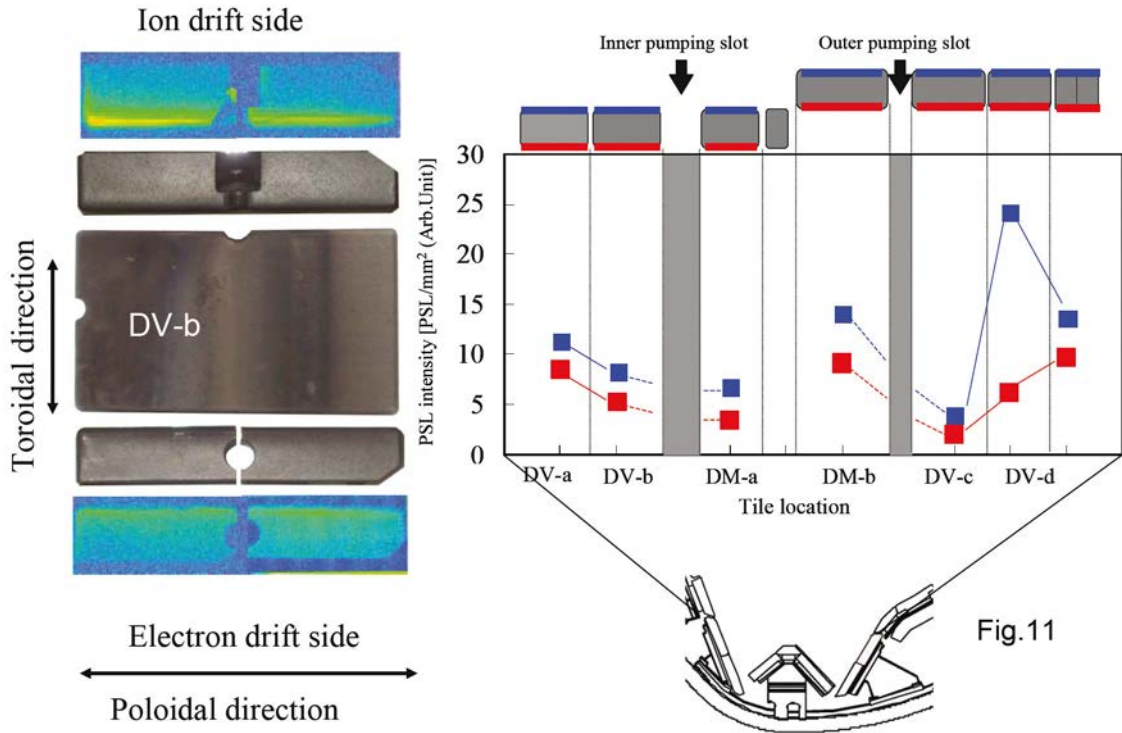 Ion drift side
Toroidal direction
DV-b
Electron drift side
Poloidal direction
Inner pumping slot
Outer pumping slot
PSL intensity [PSL/mm² (Arb.Unit)]
30
25
20
15
10
5
0
DV-a DV-b DM-a DM-b DV-c DV-d
Tile location
Fig.11